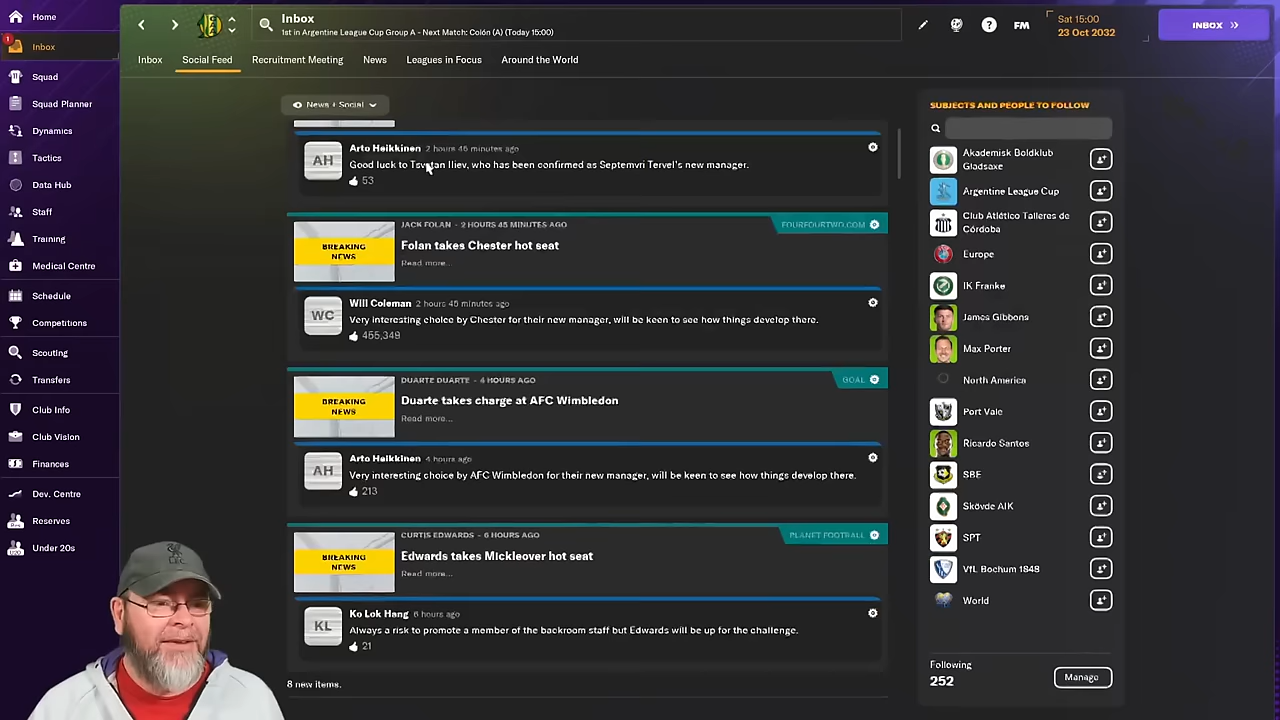 Home
Inbox
Squad
Squad Planner
Dynamics
Tactics
Data Hub
Staff
Training
Medical Centre
Schedule
Competitions
Scouting
Transfers
Club Info
Club Vision
Finances
Dev. Centre
Reserves
Under 20s
1
Inbox
1st in Argentine League Cup Group A - Next Match: Colón (A) (Today 15:00)
FM
Sat 15:00
23 Oct 2032
INBOX
Inbox
Social Feed
Recruitment Meeting
News
Leagues in Focus
Around the World
News + Social
AH
Arto Heikkinen 2 hours 45 minutes ago
Good luck to Tsvetan Iliev, who has been confirmed as Septemvri Tervel's new manager.
53
BREAKING
NEWS
JACK FOLAN - 2 HOURS 45 MINUTES AGO
FOURFOURTWO.COM
Folan takes Chester hot seat
Read more...
WC
Will Coleman 2 hours 45 minutes ago
Very interesting choice by Chester for their new manager, will be keen to see how things develop there.
455,349
BREAKING
NEWS
DUARTE DUARTE - 4 HOURS AGO
GOAL
Duarte takes charge at AFC Wimbledon
Read more...
AH
Arto Heikkinen 4 hours ago
Very interesting choice by AFC Wimbledon for their new manager, will be keen to see how things develop there.
213
BREAKING
NEWS
CURTIS EDWARDS - 6 HOURS AGO
PLANET FOOTBALL
Edwards takes Mickleover hot seat
Read more...
KL
Ko Lok Hang 6 hours ago
Always a risk to promote a member of the backroom staff but Edwards will be up for the challenge.
21
8 new items.
SUBJECTS AND PEOPLE TO FOLLOW
Akademisk Boldklub
Gladsaxe
Argentine League Cup
Club Atlético Talleres de
Córdoba
Europe
IK Franke
James Gibbons
Max Porter
North America
Port Vale
Ricardo Santos
SBE
Skövde AIK
SPT
VfL Bochum 1848
World
Following
252
Manage